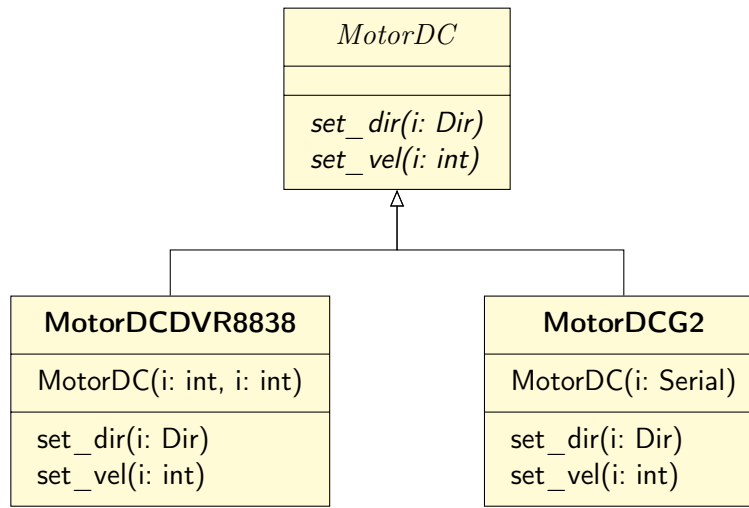 MotorDC
set_dir(i: Dir)
set_vel(i: int)
MotorDCDVR8838
MotorDC(i: int, i: int)
set_dir(i: Dir)
set_vel(i: int)
MotorDCG2
MotorDC(i: Serial)
set_dir(i: Dir)
set_vel(i: int)